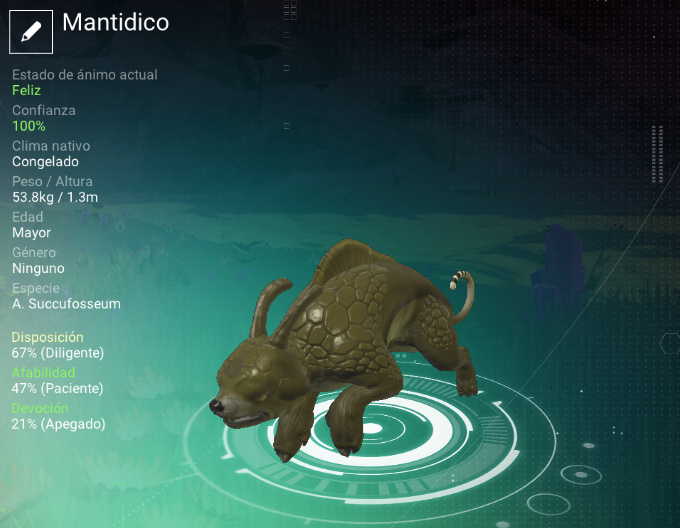 Mantidico
Estado de ánimo actual
Feliz
Confianza
100%
Clima nativo
Congelado
Peso / Altura
53.8kg / 1.3m
Edad
Mayor
Género
Ninguno
Especie
A. Succufosseum
Disposición
67% (Diligente)
Afabilidad
47% (Paciente)
Devoción
21% (Apegado)